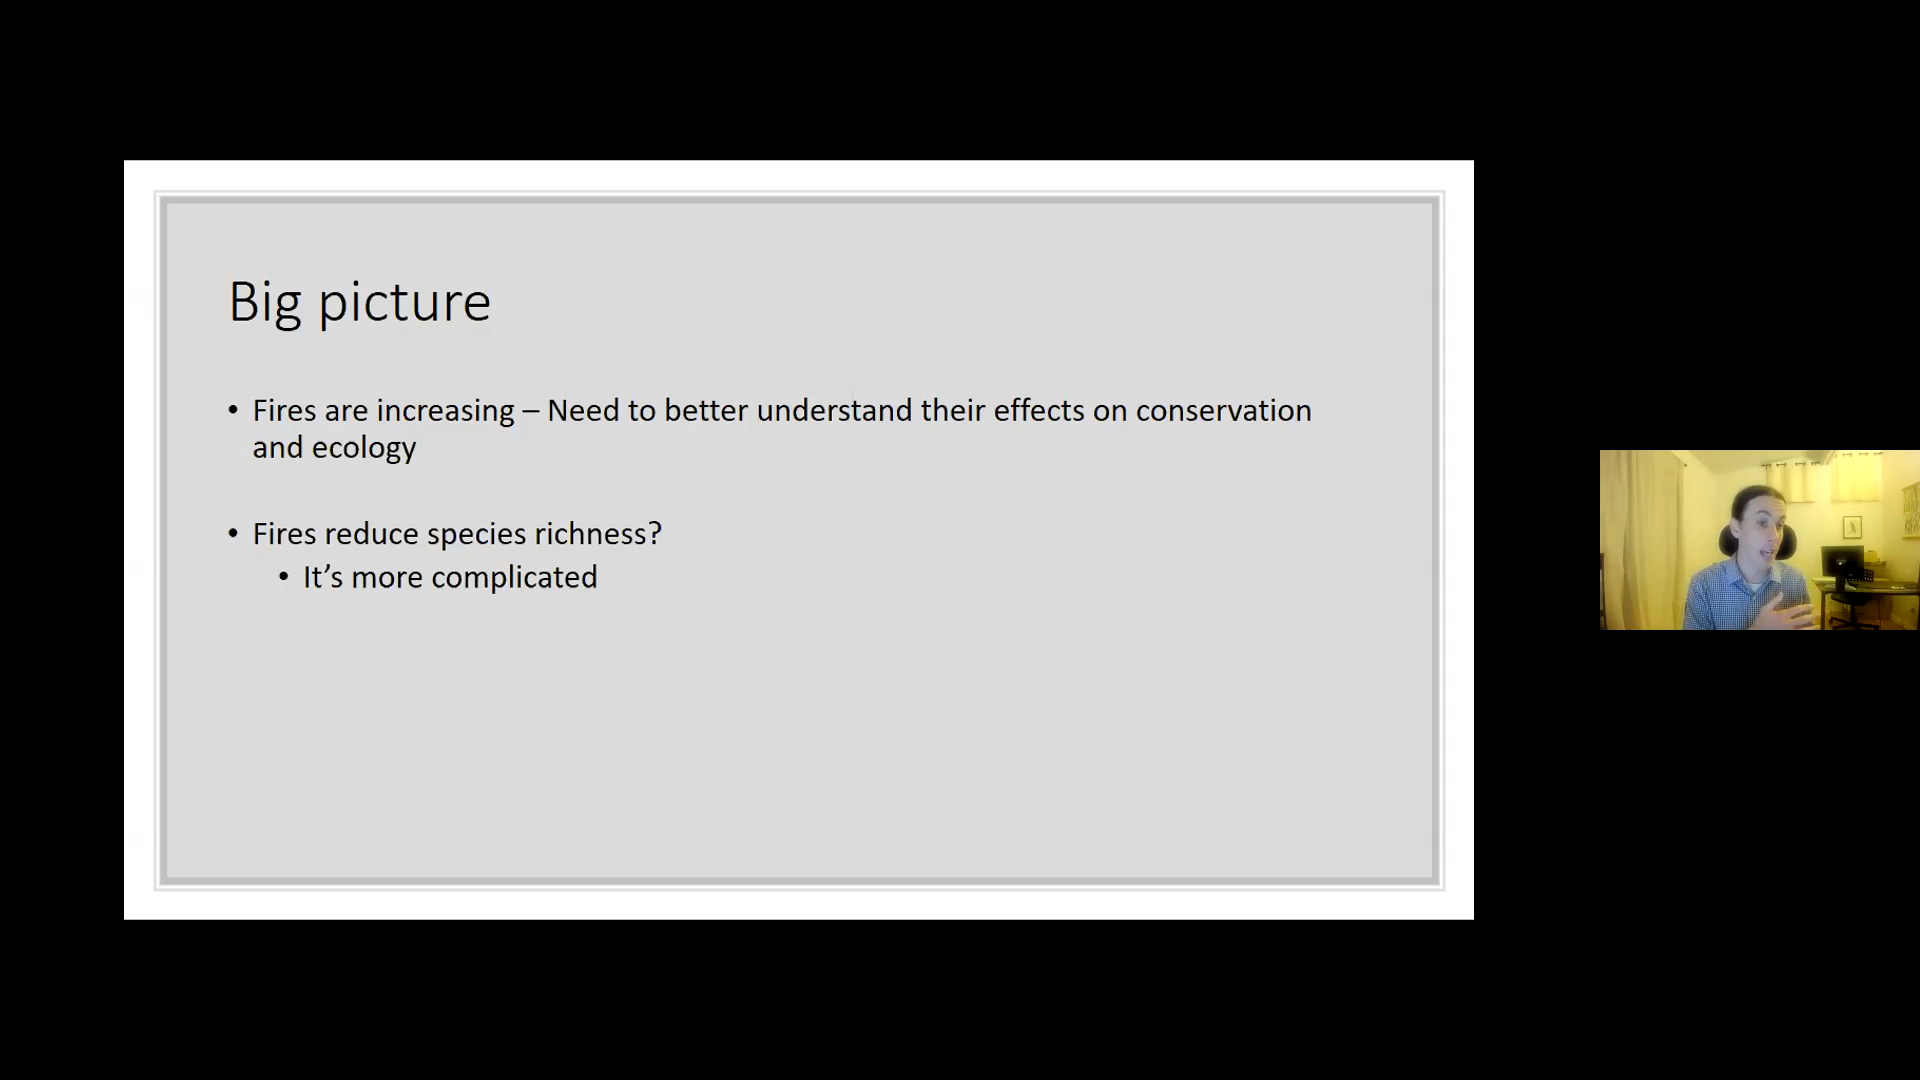 Big picture
• Fires are increasing – Need to better understand their effects on conservation
and ecology
• Fires reduce species richness?
• It’s more complicated